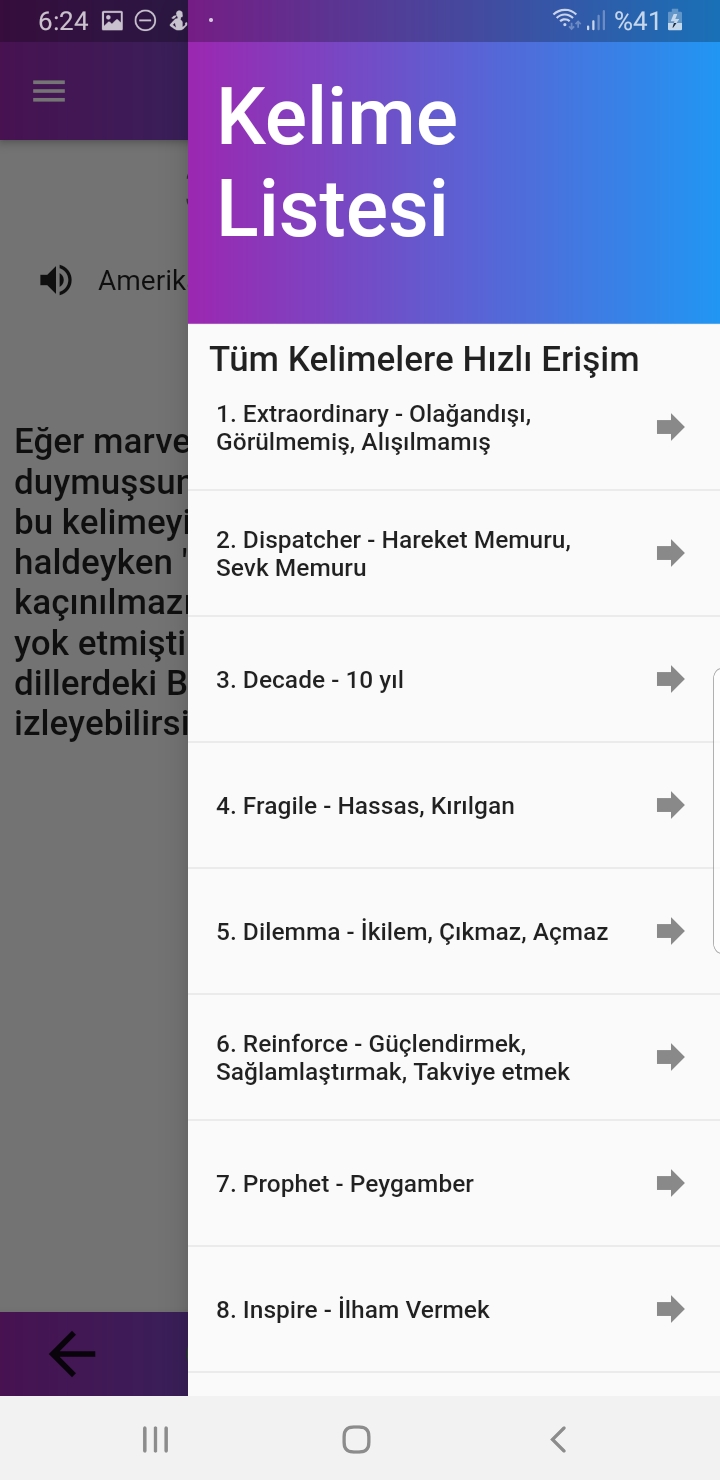 6:24
%41
Kelime
Listesi
Amerik
Eğer marve
duymuşsun
bu kelimeyi
haldeyken '
kaçınılmazı
yok etmişti
dillerdeki B
izleyebilirsi
Tüm Kelimelere Hızlı Erişim
1. Extraordinary - Olağandışı,
Görülmemiş, Alışılmamış
2. Dispatcher - Hareket Memuru,
Sevk Memuru
3. Decade - 10 yıl
4. Fragile - Hassas, Kırılgan
5. Dilemma - İkilem, Çıkmaz, Açmaz
6. Reinforce - Güçlendirmek,
Sağlamlaştırmak, Takviye etmek
7. Prophet - Peygamber
8. Inspire - İlham Vermek